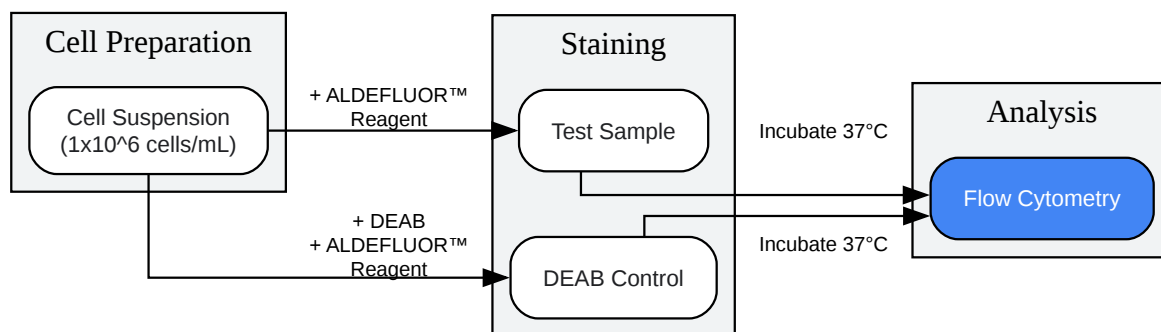 Cell Preparation
Cell Suspension
(1x10^6 cells/mL)
+ ALDEFLUOR™
Reagent
+ DEAB
+ ALDEFLUOR™
Reagent
Staining
Test Sample
DEAB Control
Incubate 37°C
Incubate 37°C
Analysis
Flow Cytometry